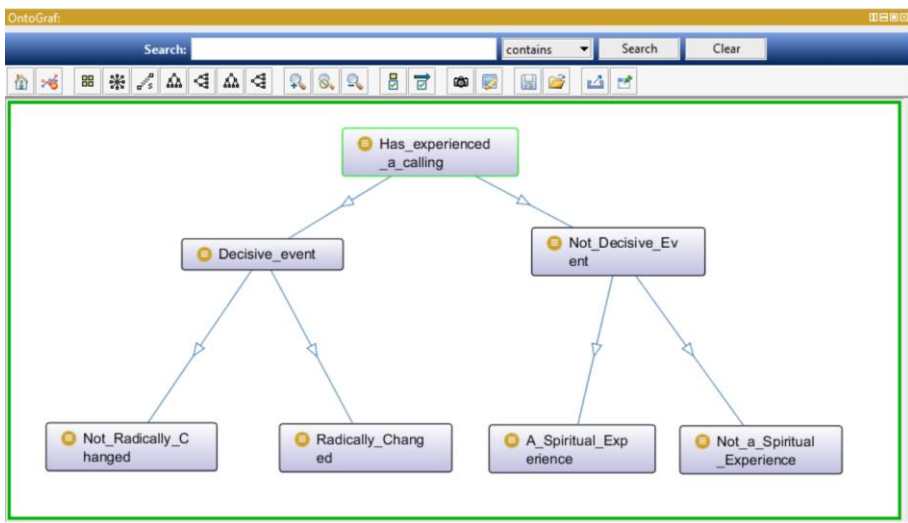 OntoGraf:
Search:
contains
Search
Clear
Has_experienced
_a_calling
Decisive_event
Not_Decisive_Ev
ent
Not_Radically_C
hanged
Radically_Chang
ed
A_Spiritual_Exp
erience
Not_a_Spiritual
_Experience